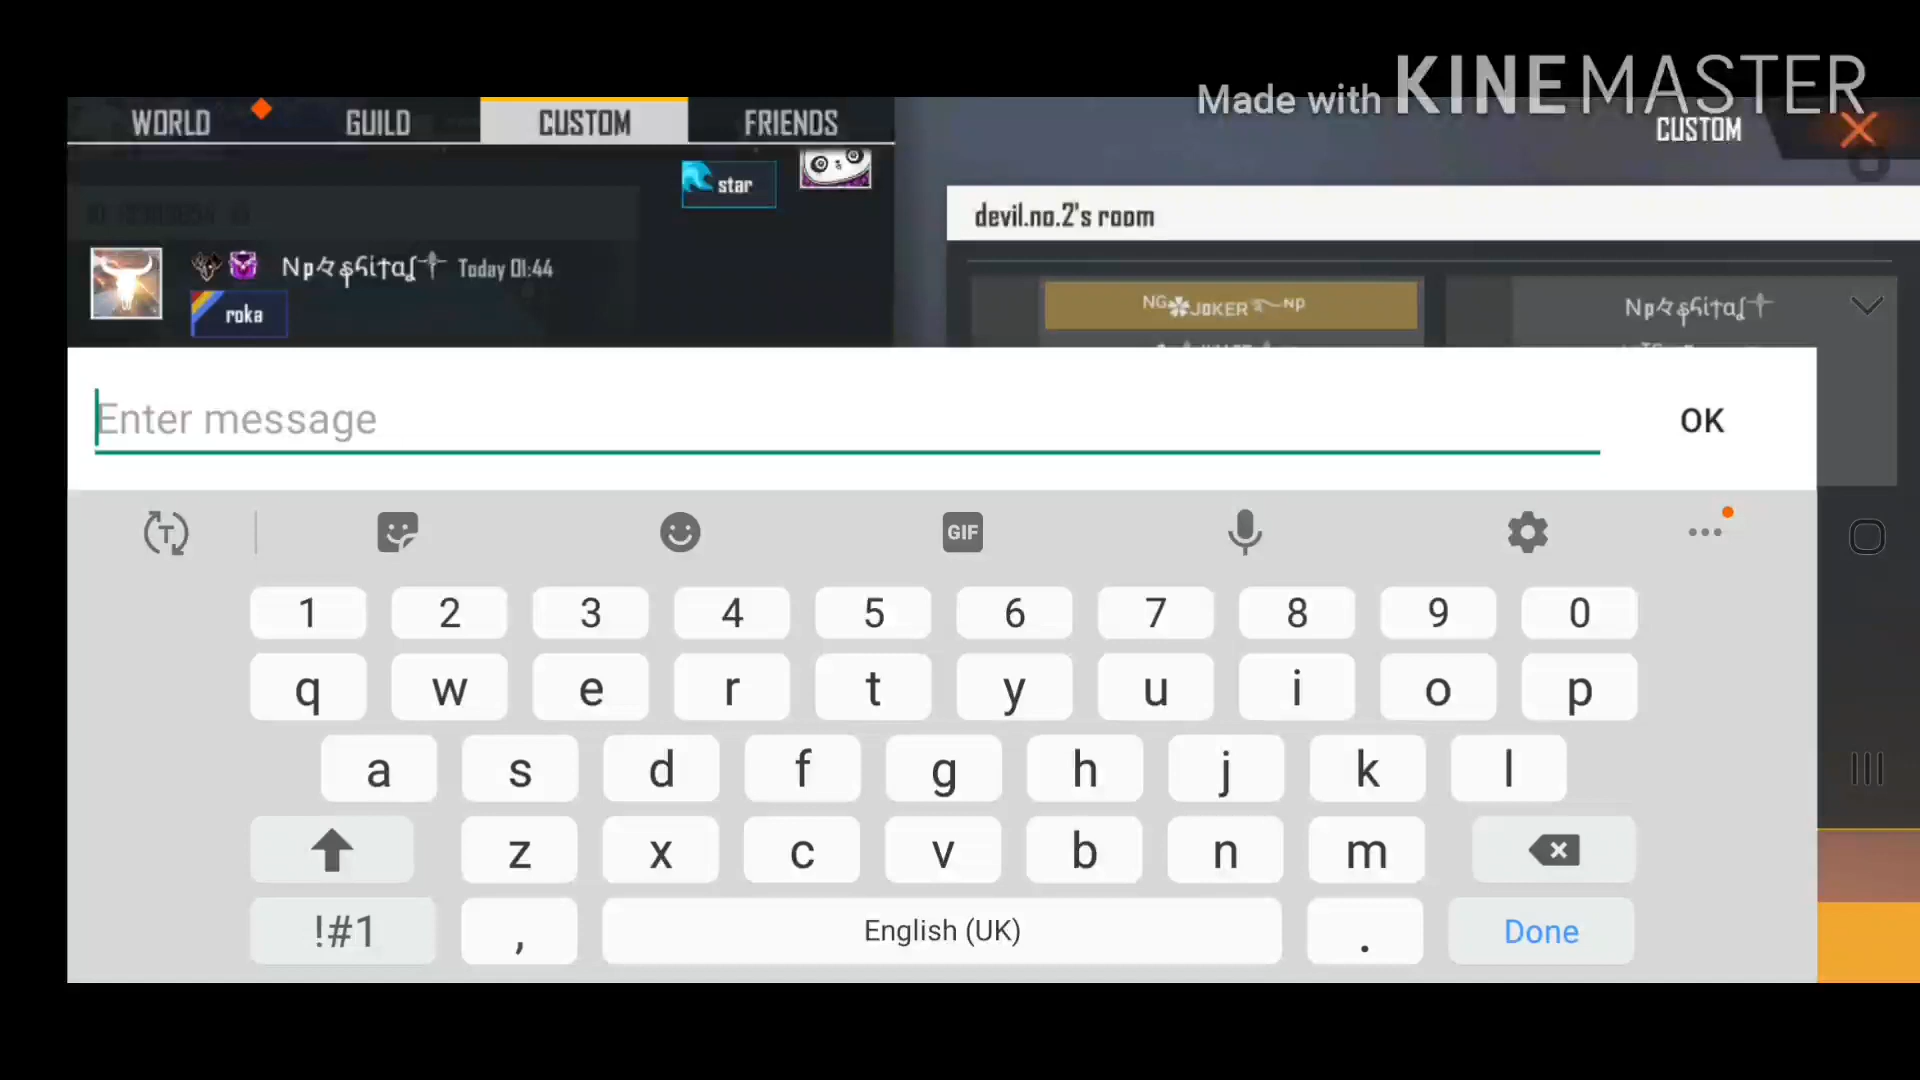 Made with KINEMASTER
WORLD GUILD CUSTOM FRIENDS
CUSTOM
star
devil.no.2's room
Today 01:44
roka
Enter message
OK
GIF
1 2 3 4 5 6 7 8 9 0
q w e r t y u i o p
a s d f g h j k l
z x c v b n m
!#1 , English (UK) . Done